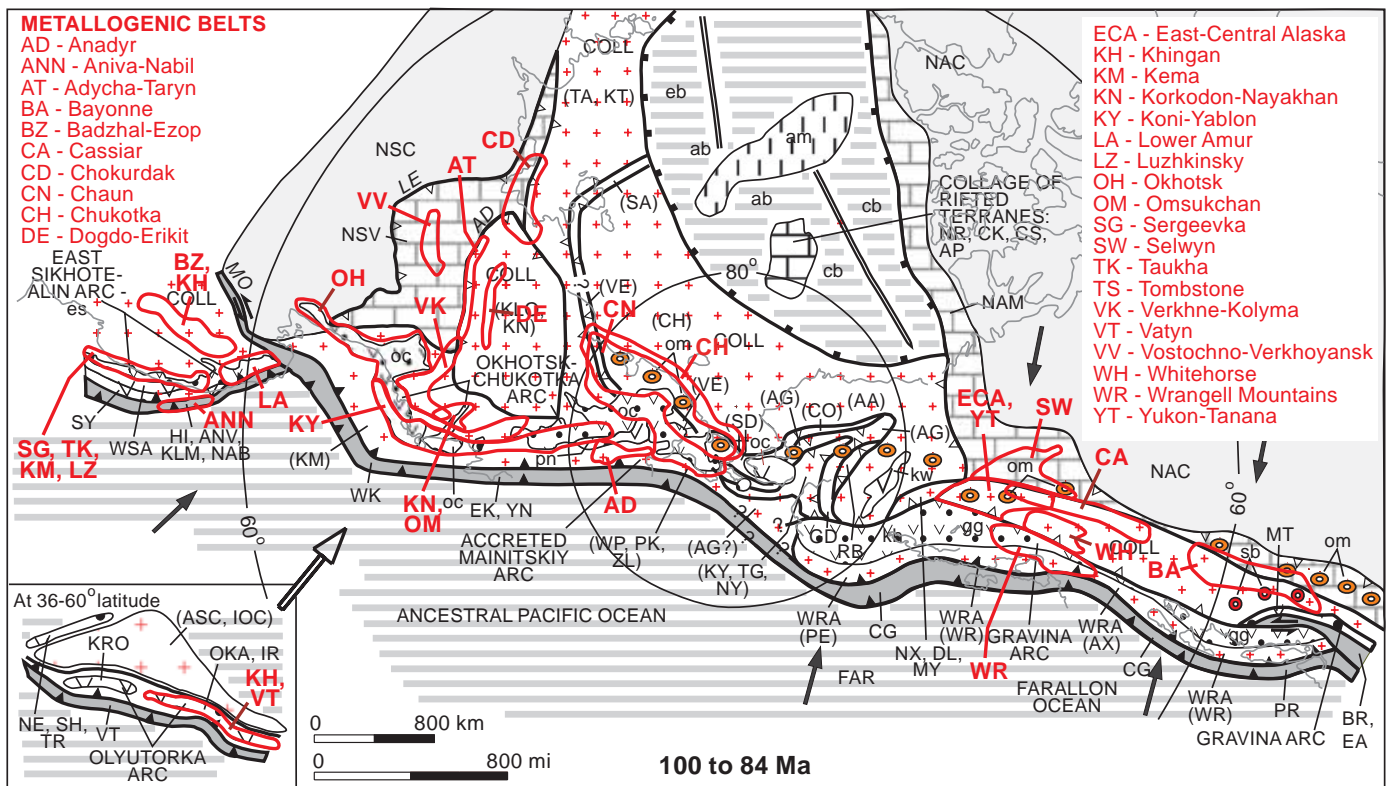 METALLOGENIC BELTS
AD - Anadyr
ANN - Aniva-Nabil
AT - Adycha-Taryn
BA - Bayonne
BZ - Badzhal-Ezop
CA - Cassiar
CD - Chokurdak
CN - Chaun
CH - Chukotka
DE - Dogdo-Erikit
ECA - East-Central Alaska
KH - Khingan
KM - Kema
KN - Korkodon-Nayakhan
KY - Koni-Yablon
LA - Lower Amur
LZ - Luzhkinsky
OH - Okhotsk
OM - Omsukchan
SG - Sergeevka
SW - Selwyn
TK - Taukha
TS - Tombstone
VK - Verkhne-Kolyma
VT - Vatyn
VV - Vostochno-Verkhoyansk
WH - Whitehorse
WR - Wrangell Mountains
YT - Yukon-Tanana
EAST
SIKHOTE-
ALIN ARC -
es
BZ,
KH
COLL
MO
OH
NSC
LE
VV
NSV
AT
AD
CD
COLL
(TA, KT)
COLL
(KLO,
KN)
DE
VK
OKHOTSK-
CHUKOTKA
ARC
oc
(SA)
?
(VE)
CN
(CH)
om
CH
COLL
(VE)
oc
(SD)
oc
eb
ab
am
ab
cb
cb
80°
NAC
COLLAGE OF
RIFTED
TERRANES:
NR, CK, SS,
AP
NAM
ECA,
YT
SW
om
CA
NAC
60°
(AG)
(CO)
(AA)
(AG)
kw
GD
RB
kh
gg
WH
COLL
BA
sb
MT
om
gg
SY
WSA
HI, ANV,
KLM, NAB
ANN
LA
SG, TK,
KM, LZ
KY
(KM)
WK
KN,
OM
oc
EK, YN
pn
AD
ACCRETED
MAINITSKIY
ARC
(WP, PK,
ZL)
(AG?)
(KY, TG,
NY)
?
?
?
?
?
60°
ANCESTRAL PACIFIC OCEAN
WRA
(PE)
CG
FAR
NX, DL,
MY
WRA
(WR)
WR
GRAVINA
ARC
FARALLON
OCEAN
WRA
(AX)
CG
WRA
(WR)
GRAVINA ARC
PR
BR,
EA
At 36-60° latitude
KRO
(ASC, IOC)
OKA, IR
KH,
VT
NE, SH,
TR
VT
OLYUTORKA
ARC
0 800 km
0 800 mi
100 to 84 Ma